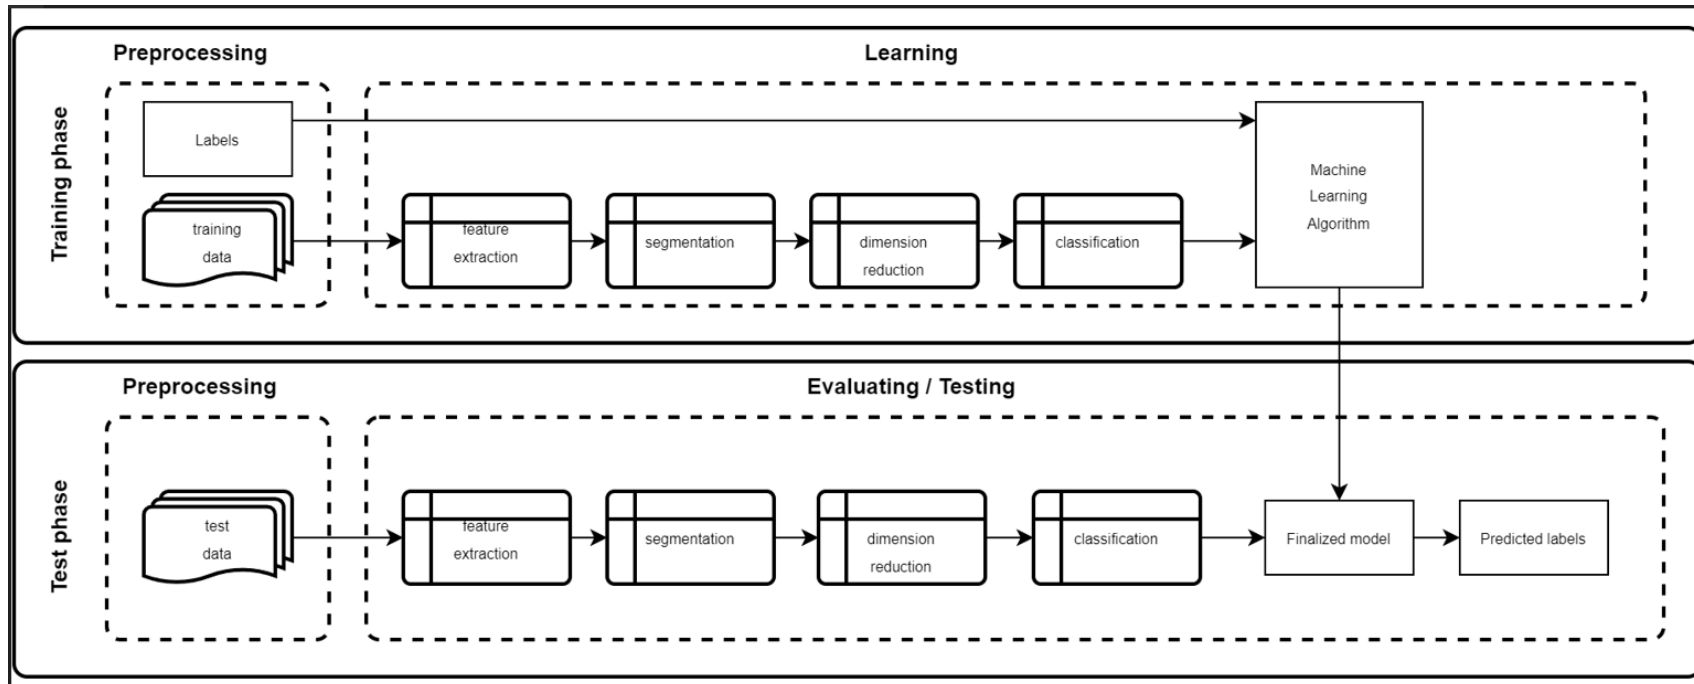 Preprocessing
Learning
Training phase
Labels
training
data
feature
extraction
segmentation
dimension
reduction
classification
Machine
Learning
Algorithm
Preprocessing
Evaluating / Testing
Test phase
test
data
feature
extraction
segmentation
dimension
reduction
classification
Finalized model
Predicted labels